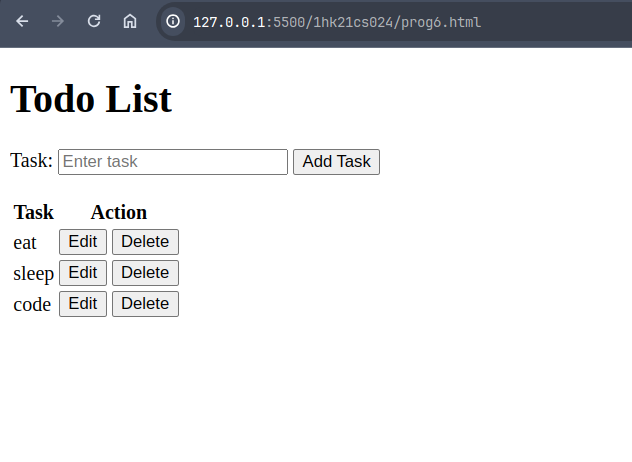 127.0.0.1:5500/1hk21cs024/prog6.html
Todo List
Task: Enter task Add Task
Task Action
eat Edit Delete
sleep Edit Delete
code Edit Delete